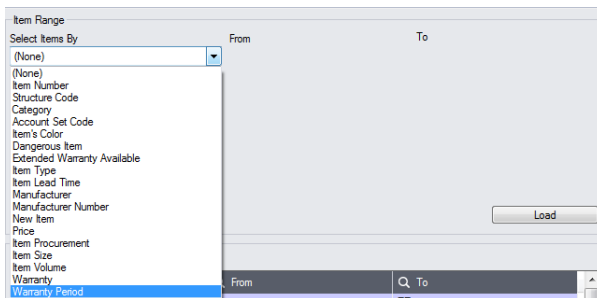 Item Range
Select Items By From To
(None)
(None)
Item Number
Structure Code
Category
Account Set Code
Item's Color
Dangerous Item
Extended Warranty Available
Item Type
Item Lead Time
Manufacturer
Manufacturer Number
New Item
Price
Load
Item Procurement
Item Size
Item Volume
Warranty From To
Warranty Period